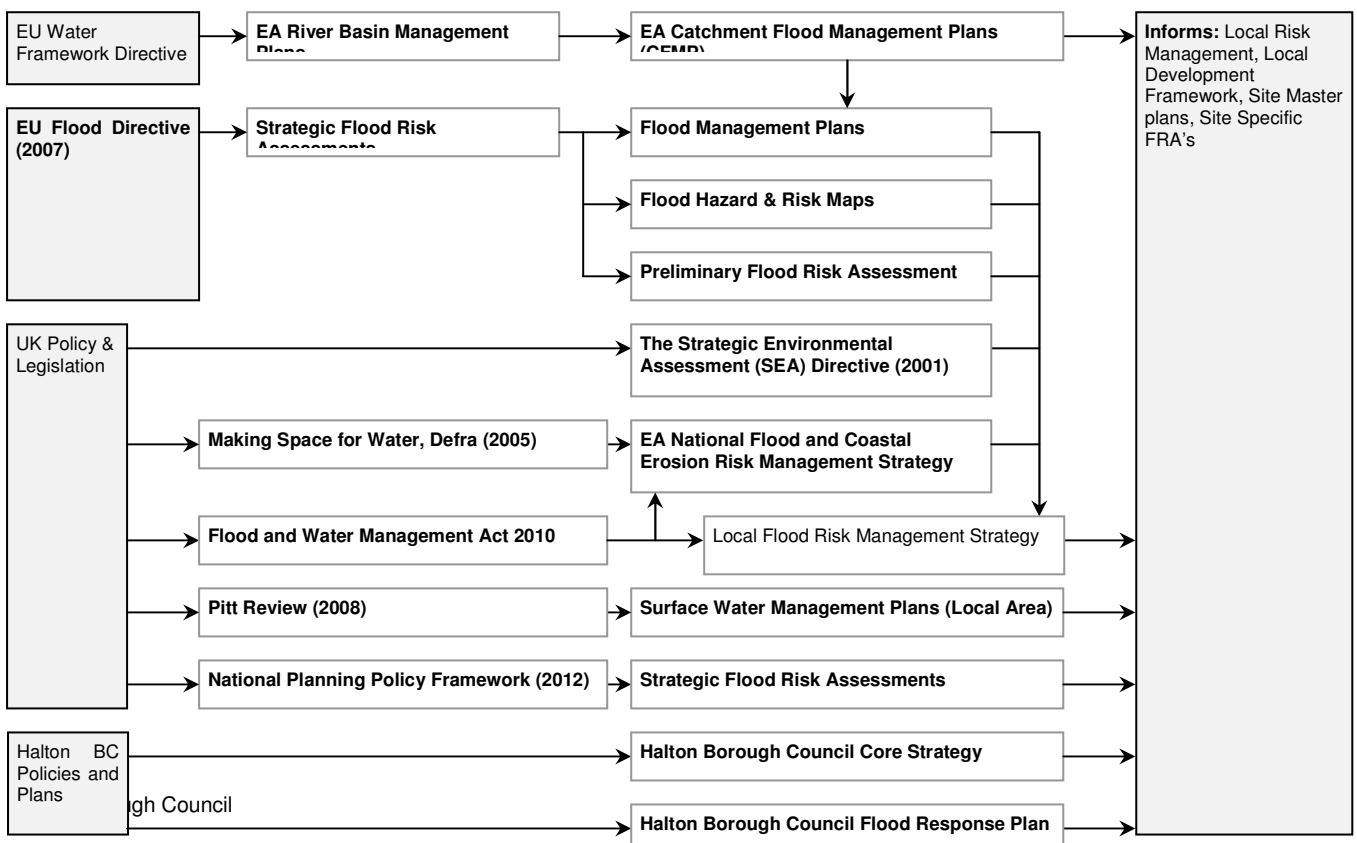 EU Water
Framework Directive
EA River Basin Management
Plans
EA Catchment Flood Management Plans
(CFMP)
Informs: Local Risk
Management, Local
Development
Framework, Site Master
plans, Site Specific
FRA's
EU Flood Directive
(2007)
Strategic Flood Risk
Assessments
Flood Management Plans
Flood Hazard & Risk Maps
Preliminary Flood Risk Assessment
UK Policy &
Legislation
The Strategic Environmental
Assessment (SEA) Directive (2001)
Making Space for Water, Defra (2005)
EA National Flood and Coastal
Erosion Risk Management Strategy
Flood and Water Management Act 2010
Local Flood Risk Management Strategy
Pitt Review (2008)
Surface Water Management Plans (Local Area)
National Planning Policy Framework (2012)
Strategic Flood Risk Assessments
Halton BC
Policies and
Plans
Halton Borough Council Core Strategy
ugh Council
Halton Borough Council Flood Response Plan